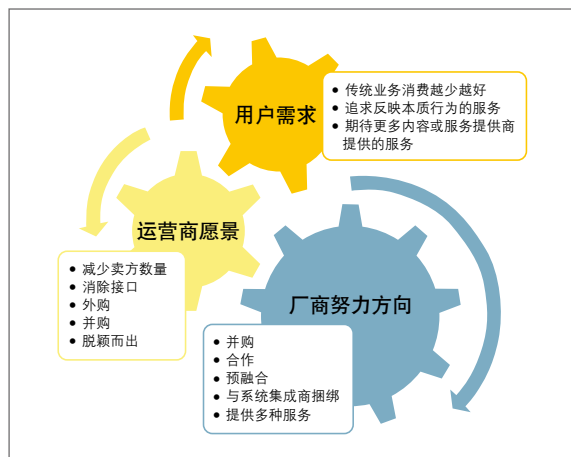 用户需求
● 传统业务消费越少越好
● 追求反映本质行为的服务
● 期待更多内容或服务提供商
提供的服务
运营商愿景
● 减少卖方数量
● 消除接口
● 外购
● 并购
● 脱颖而出
厂商努力方向
● 并购
● 合作
● 预融合
● 与系统集成商捆绑
● 提供多种服务